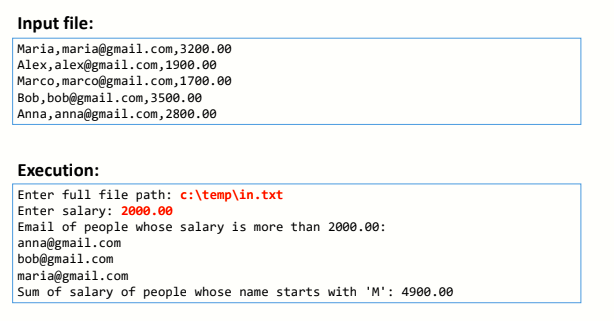 Input file:
Maria,maria@gmail.com,3200.00
Alex,alex@gmail.com,1900.00
Marco,marco@gmail.com,1700.00
Bob,bob@gmail.com,3500.00
Anna,anna@gmail.com,2800.00
Execution:
Enter full file path: c:\temp\in.txt
Enter salary: 2000.00
Email of people whose salary is more than 2000.00:
anna@gmail.com
bob@gmail.com
maria@gmail.com
Sum of salary of people whose name starts with 'M': 4900.00